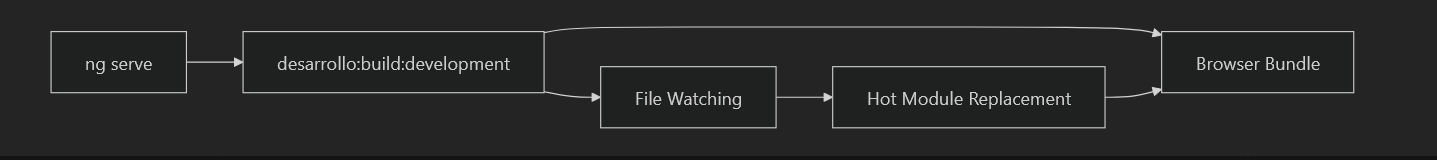 ng serve
desarrollo:build:development
Browser Bundle
File Watching
Hot Module Replacement